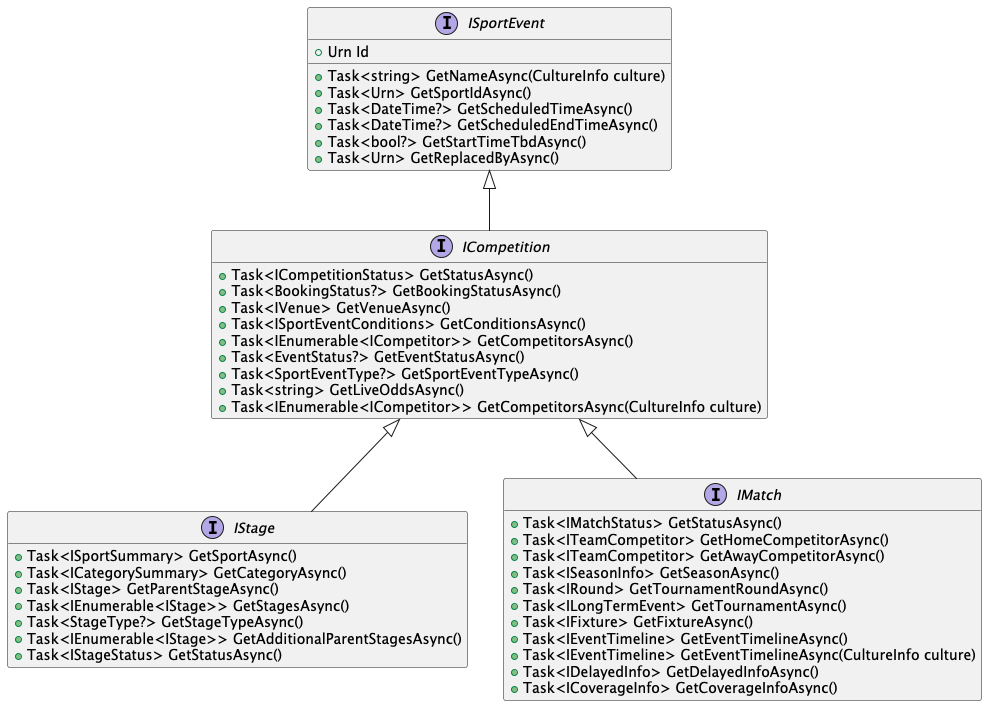 I ISportEvent
Urn Id
Task<string> GetNameAsync(CultureInfo culture)
Task<Urn> GetSportIdAsync()
Task<DateTime?> GetScheduledTimeAsync()
Task<DateTime?> GetScheduledEndTimeAsync()
Task<bool?> GetStartTimeTbdAsync()
Task<Urn> GetReplacedByAsync()
I ICompetition
Task<ICompetitionStatus> GetStatusAsync()
Task<BookingStatus?> GetBookingStatusAsync()
Task<IVenue> GetVenueAsync()
Task<ISportEventConditions> GetConditionsAsync()
Task<IEnumerable<ICompetitor>> GetCompetitorsAsync()
Task<EventStatus?> GetEventStatusAsync()
Task<SportEventType?> GetSportEventTypeAsync()
Task<string> GetLiveOddsAsync()
Task<IEnumerable<ICompetitor>> GetCompetitorsAsync(CultureInfo culture)
I IStage
Task<ISportSummary> GetSportAsync()
Task<ICategorySummary> GetCategoryAsync()
Task<IStage> GetParentStageAsync()
Task<IEnumerable<IStage>> GetStagesAsync()
Task<StageType?> GetStageTypeAsync()
Task<IEnumerable<IStage>> GetAdditionalParentStagesAsync()
Task<IStageStatus> GetStatusAsync()
I IMatch
Task<IMatchStatus> GetStatusAsync()
Task<ITeamCompetitor> GetHomeCompetitorAsync()
Task<ITeamCompetitor> GetAwayCompetitorAsync()
Task<ISeasonInfo> GetSeasonAsync()
Task<IRound> GetTournamentRoundAsync()
Task<ILongTermEvent> GetTournamentAsync()
Task<IFixture> GetFixtureAsync()
Task<IEventTimeline> GetEventTimelineAsync()
Task<IEventTimeline> GetEventTimelineAsync(CultureInfo culture)
Task<IDelayedInfo> GetDelayedInfoAsync()
Task<ICoverageInfo> GetCoverageInfoAsync()